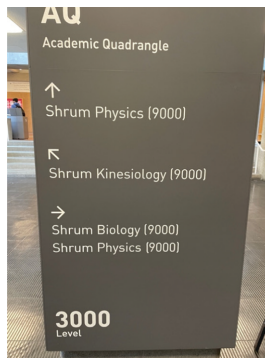 AQ
Academic Quadrangle
↑
Shrum Physics (9000)
↖
Shrum Kinesiology (9000)
→
Shrum Biology (9000)
Shrum Physics (9000)
3000
Level